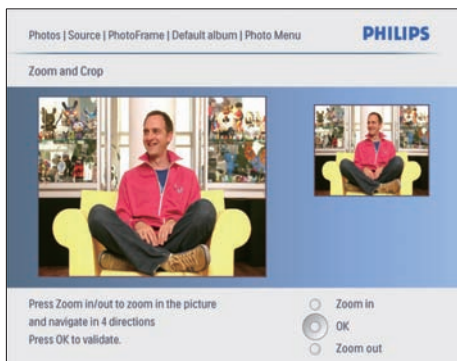 Photos | Source | PhotoFrame | Default album | Photo Menu
PHILIPS
Zoom and Crop
Press Zoom in/out to zoom in the picture
and navigate in 4 directions
Press OK to validate.
Zoom in
OK
Zoom out